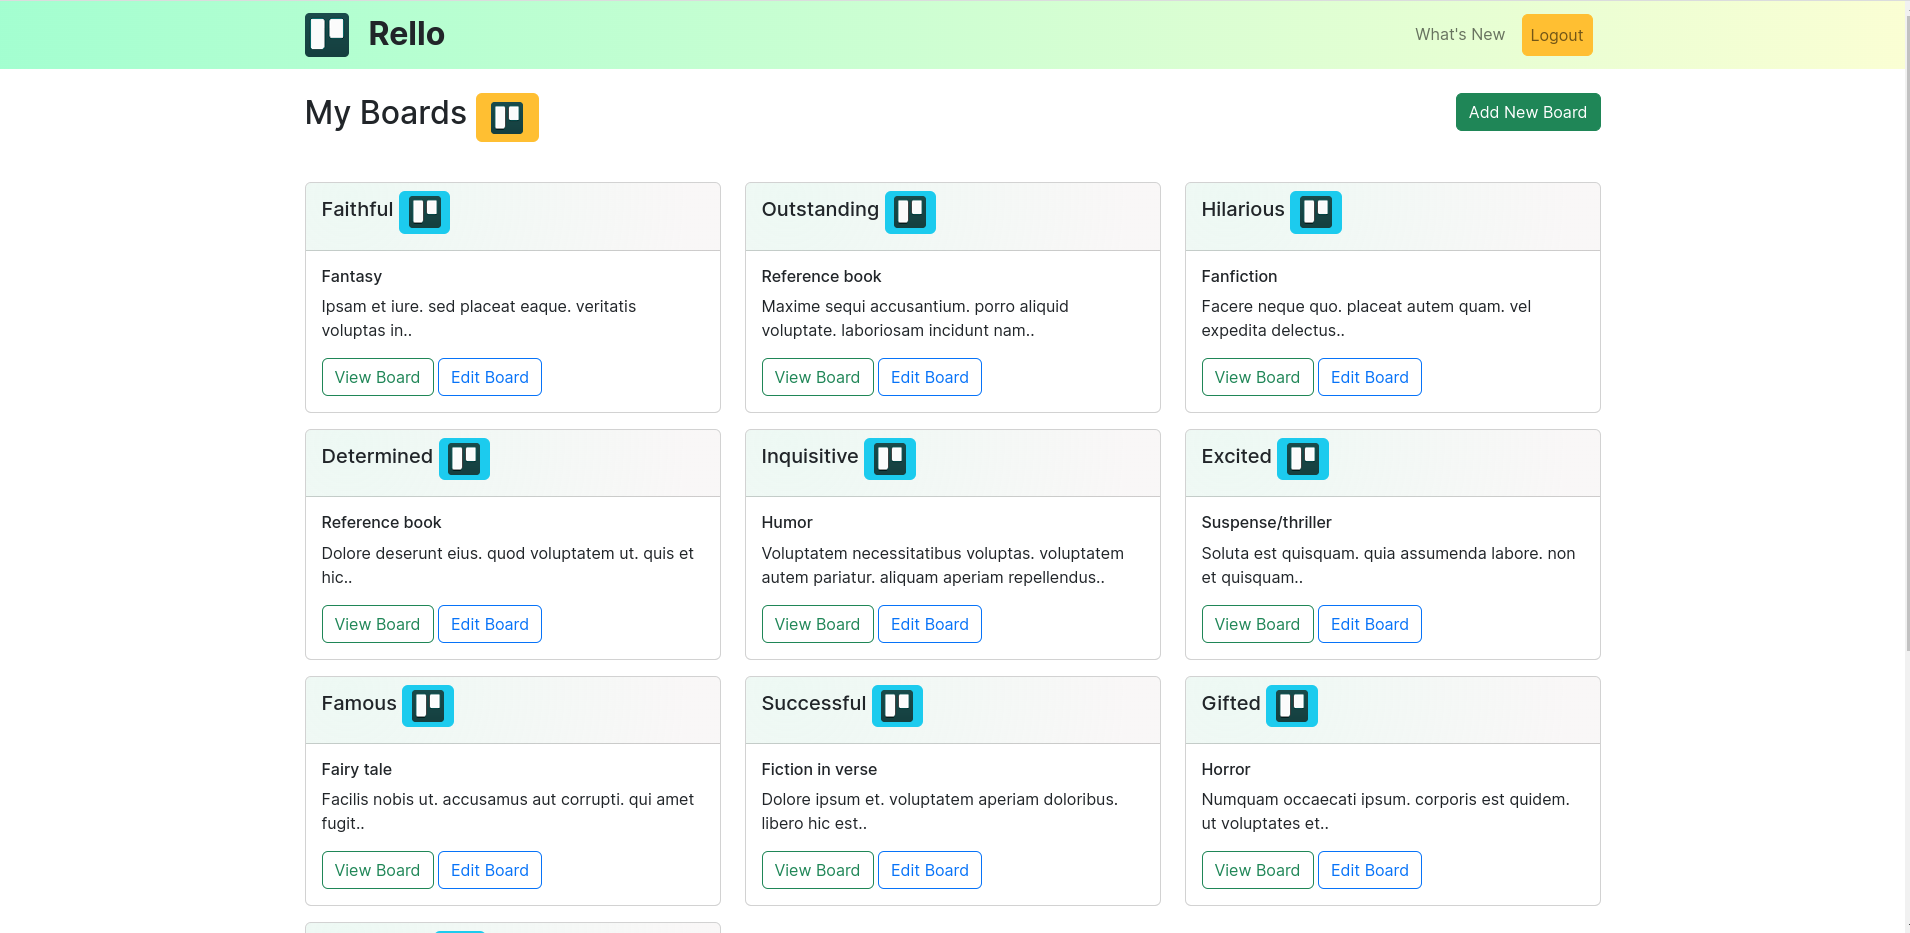 Rello
What's New
Logout
My Boards
Add New Board
Faithful
Fantasy
Ipsam et iure. sed placeat eaque. veritatis
voluptas in..
View Board
Edit Board
Outstanding
Reference book
Maxime sequi accusantium. porro aliquid
voluptate. laboriosam incidunt nam..
View Board
Edit Board
Hilarious
Fanfiction
Facere neque quo. placeat autem quam. vel
expedita delectus..
View Board
Edit Board
Determined
Reference book
Dolore deserunt eius. quod voluptatem ut. quis et
hic..
View Board
Edit Board
Inquisitive
Humor
Voluptatem necessitatibus voluptas. voluptatem
autem pariatur. aliquam aperiam repellendus..
View Board
Edit Board
Excited
Suspense/thriller
Soluta est quisquam. quia assumenda labore. non
et quisquam..
View Board
Edit Board
Famous
Fairy tale
Facilis nobis ut. accusamus aut corrupti. qui amet
fugit..
View Board
Edit Board
Successful
Fiction in verse
Dolore ipsum et. voluptatem aperiam doloribus.
libero hic est..
View Board
Edit Board
Gifted
Horror
Numquam occaecati ipsum. corporis est quidem.
ut voluptates et..
View Board
Edit Board